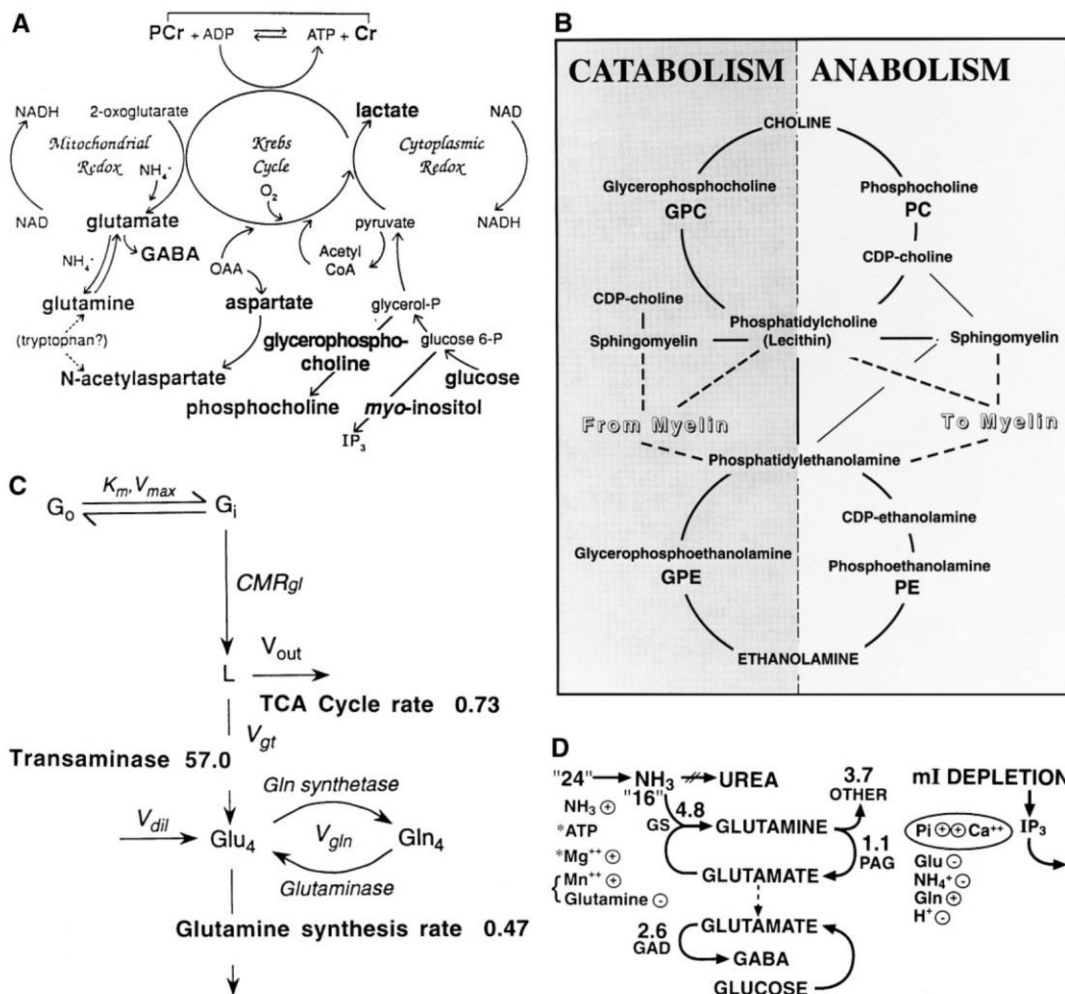 A
PCr + ADP ⇌ ATP + Cr
NADH
2-oxoglutarate
lactate
NAD
Mitochondrial
Redox
Krebs
Cycle
Cytoplasmic
Redox
NH₄⁻
O₂
NAD
glutamate
pyruvate
NADH
GABA
NH₄⁻
OAA
Acetyl
CoA
glutamine
aspartate
glycerol-P
(tryptophan?)
glycerophospho-
choline
glucose 6-P
N-acetylaspartate
glucose
phosphocholine
myo-inositol
IP₃
B
CATABOLISM
ANABOLISM
CHOLINE
Glycerophosphocholine
GPC
Phosphocholine
PC
CDP-choline
CDP-choline
Phosphatidylcholine
(Lecithin)
Sphingomyelin
Sphingomyelin
From Myelin
To Myelin
Phosphatidylethanolamine
CDP-ethanolamine
Glycerophosphoethanolamine
GPE
Phosphoethanolamine
PE
ETHANOLAMINE
C
Km, Vmax
Go
Gi
CMRgl
L
Vout
TCA Cycle rate 0.73
Vgt
Transaminase 57.0
Gln synthetase
Vdil
Glu₄
Vgln
Gln₄
Glutaminase
Glutamine synthesis rate 0.47
D
"24"
NH₃
UREA
"16"
3.7
OTHER
NH₃ ⊕
4.8
GS
GLUTAMINE
*ATP
*Mg⁺⁺ ⊕
1.1
PAG
Mn⁺⁺ ⊕
Glutamine ⊖
GLUTAMATE
GLUTAMATE
2.6
GAD
GABA
GLUCOSE
mI DEPLETION
IP₃
Pi ⊕⊕ Ca⁺⁺
Glu ⊖
NH₄⁺ ⊖
Gln ⊕
H⁺ ⊖